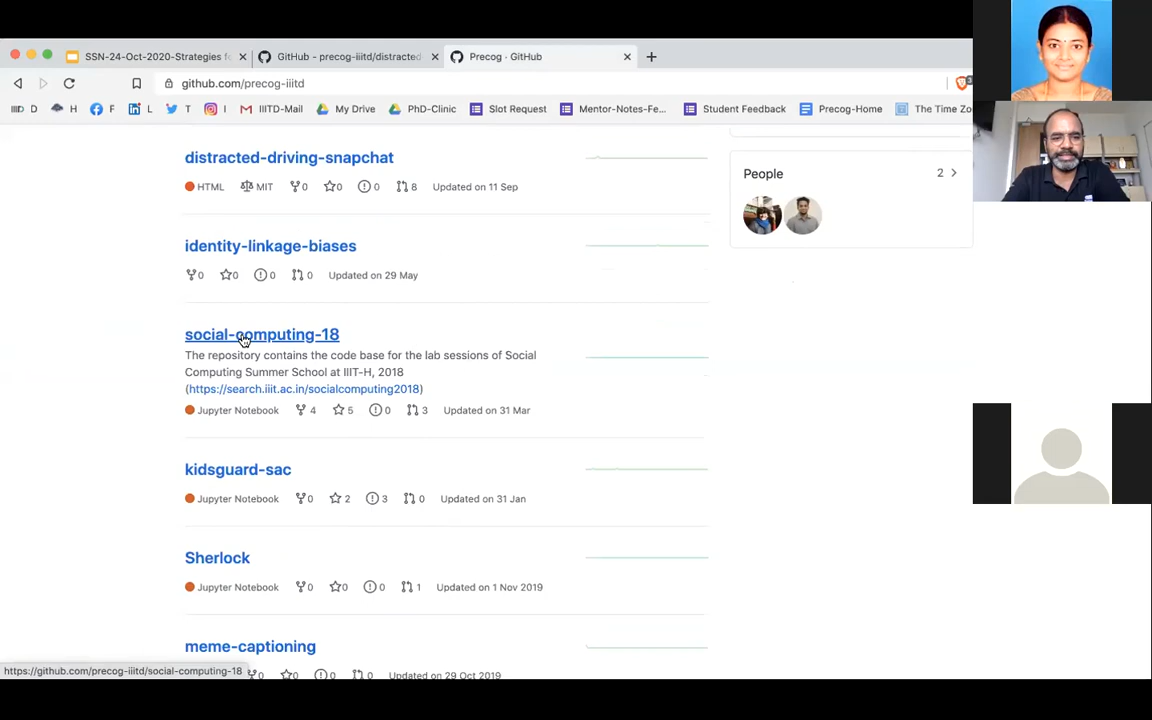 SSN-24-Oct-2020-Strategies fo
GitHub - precog-iiitd/distracted
Precog · GitHub
github.com/precog-iiitd
D
H
F
L
T
I
IIITD-Mail
My Drive
PhD-Clinic
Slot Request
Mentor-Notes-Fe...
Student Feedback
Precog-Home
The Time Zo
distracted-driving-snapchat
HTML MIT 0 0 0 8 Updated on 11 Sep
People 2
identity-linkage-biases
0 0 0 0 Updated on 29 May
social-computing-18
The repository contains the code base for the lab sessions of Social
Computing Summer School at IIIT-H, 2018
(https://search.iiit.ac.in/socialcomputing2018)
Jupyter Notebook 4 5 0 3 Updated on 31 Mar
kidsguard-sac
Jupyter Notebook 0 2 3 0 Updated on 31 Jan
Sherlock
Jupyter Notebook 0 0 0 1 Updated on 1 Nov 2019
meme-captioning
0 0 0 0 Updated on 29 Oct 2019
https://github.com/precog-iiitd/social-computing-18